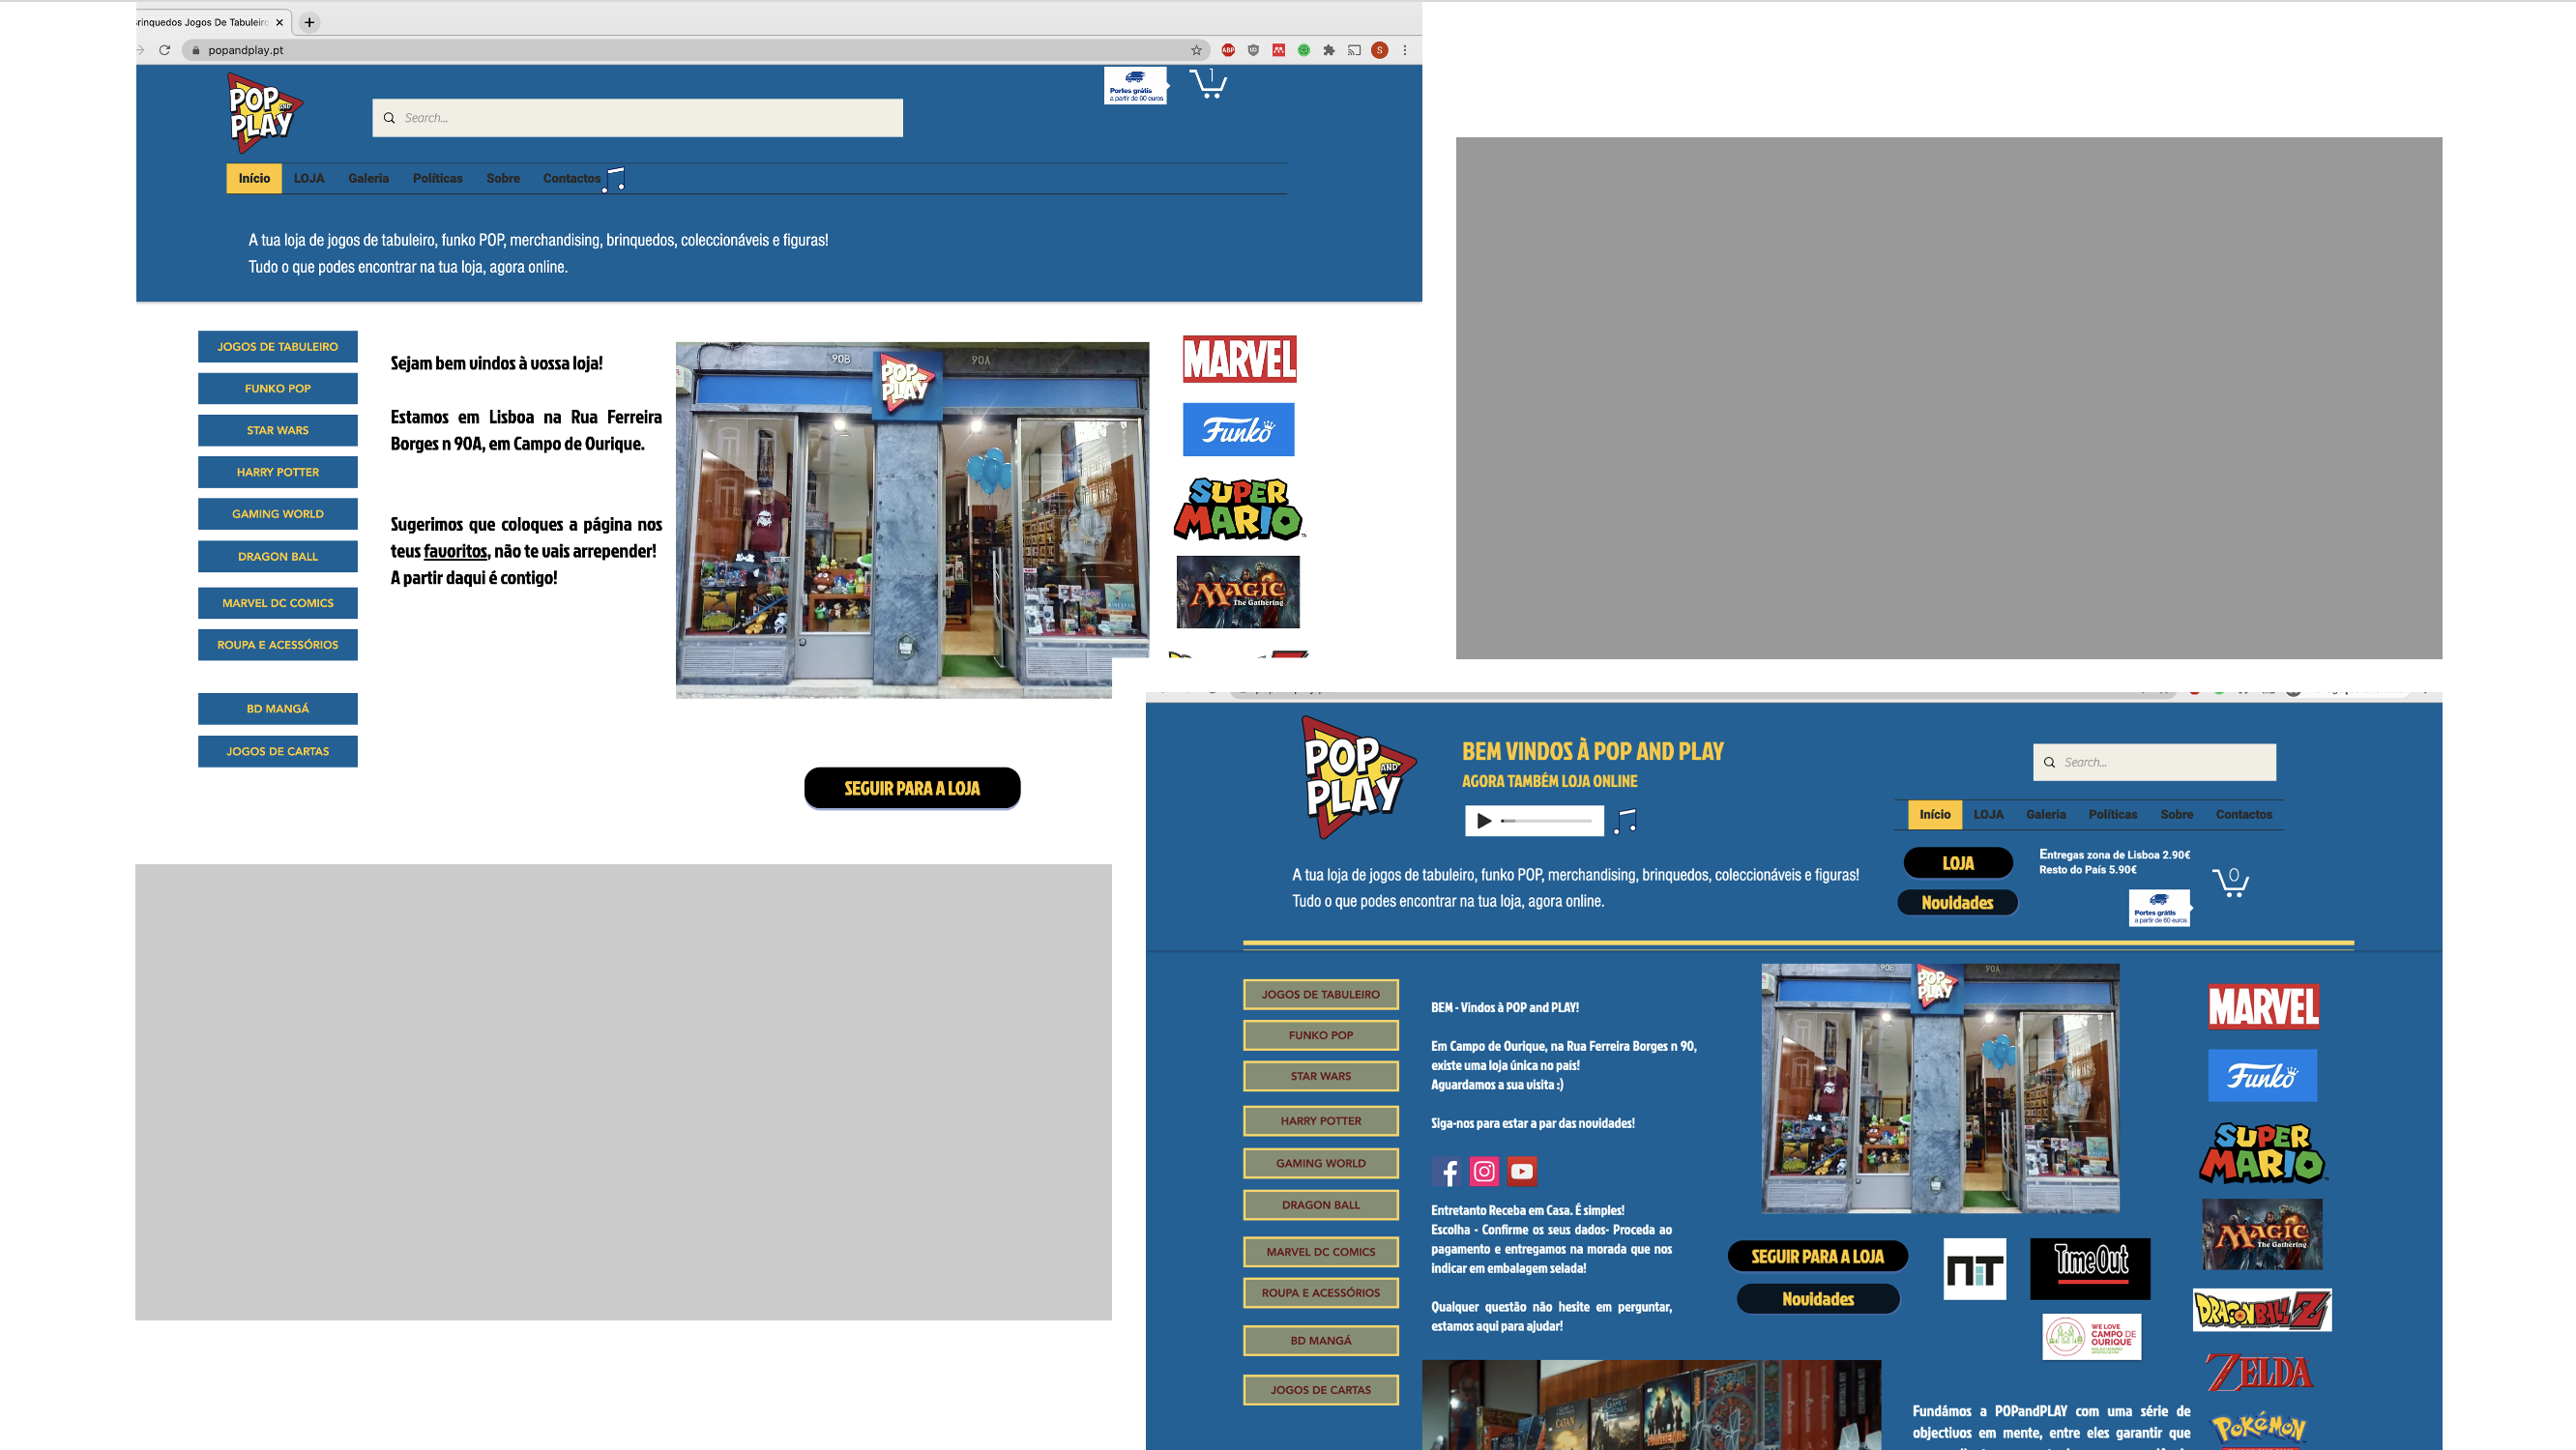 rinquedos Jogos De Tabuleiro
popandplay.pt
POP AND PLAY
Search...
Portes grátis
a partir de 60 euros
1
Início LOJA Galeria Políticas Sobre Contactos
A tua loja de jogos de tabuleiro, funko POP, merchandising, brinquedos, coleccionáveis e figuras!
Tudo o que podes encontrar na tua loja, agora online.
JOGOS DE TABULEIRO
FUNKO POP
STAR WARS
HARRY POTTER
GAMING WORLD
DRAGON BALL
MARVEL DC COMICS
ROUPA E ACESSÓRIOS
BD MANGÁ
JOGOS DE CARTAS
Sejam bem vindos à vossa loja!
Estamos em Lisboa na Rua Ferreira
Borges n 90A, em Campo de Ourique.
Sugerimos que coloques a página nos
teus favoritos, não te vais arrepender!
A partir daqui é contigo!
90B
90A
POP AND PLAY
MARVEL
Funko
SUPER
MARIO
MAGIC
The Gathering
SEGUIR PARA A LOJA
POP AND PLAY
BEM VINDOS À POP AND PLAY
AGORA TAMBÉM LOJA ONLINE
Search...
Início LOJA Galeria Políticas Sobre Contactos
A tua loja de jogos de tabuleiro, funko POP, merchandising, brinquedos, coleccionáveis e figuras!
Tudo o que podes encontrar na tua loja, agora online.
LOJA
Novidades
Entregas zona de Lisboa 2.90€
Resto do País 5.90€
Portes grátis
a partir de 60 euros
0
JOGOS DE TABULEIRO
FUNKO POP
STAR WARS
HARRY POTTER
GAMING WORLD
DRAGON BALL
MARVEL DC COMICS
ROUPA E ACESSÓRIOS
BD MANGÁ
JOGOS DE CARTAS
BEM - Vindos à POP and PLAY!
Em Campo de Ourique, na Rua Ferreira Borges n 90,
existe uma loja única no país!
Aguardamos a sua visita :)
Siga-nos para estar a par das novidades!
Entretanto Receba em Casa. É simples!
Escolha - Confirme os seus dados- Proceda ao
pagamento e entregamos na morada que nos
indicar em embalagem selada!
Qualquer questão não hesite em perguntar,
estamos aqui para ajudar!
90B
90A
POP AND PLAY
SEGUIR PARA A LOJA
Novidades
NiT
TimeOut
WE LOVE
CAMPO DE
OURIQUE
MARVEL
Funko
SUPER
MARIO
MAGIC
The Gathering
DRAGONBALL Z
ZELDA
POKéMON
CATAN
Fundámos a POPandPLAY com uma série de
objectivos em mente, entre eles garantir que